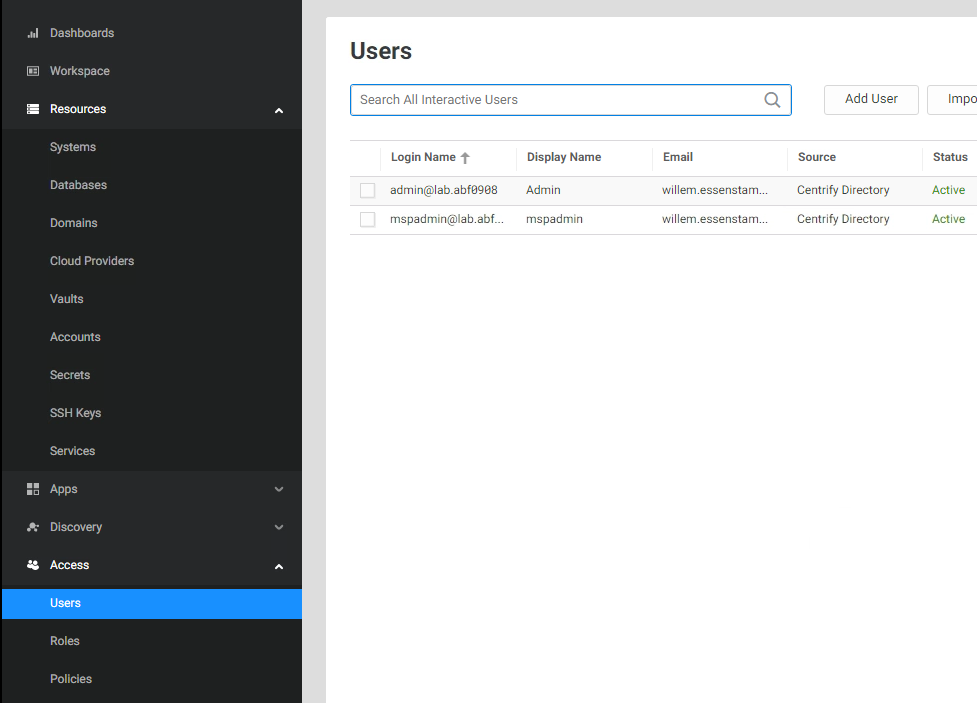 Dashboards
Workspace
Resources
Systems
Databases
Domains
Cloud Providers
Vaults
Accounts
Secrets
SSH Keys
Services
Apps
Discovery
Access
Users
Roles
Policies
Users
Search All Interactive Users
Add User
Impo
Login Name Display Name Email Source Status
admin@lab.abf0908 Admin willem.essenstam... Centrify Directory Active
mspadmin@lab.abf... mspadmin willem.essenstam... Centrify Directory Active